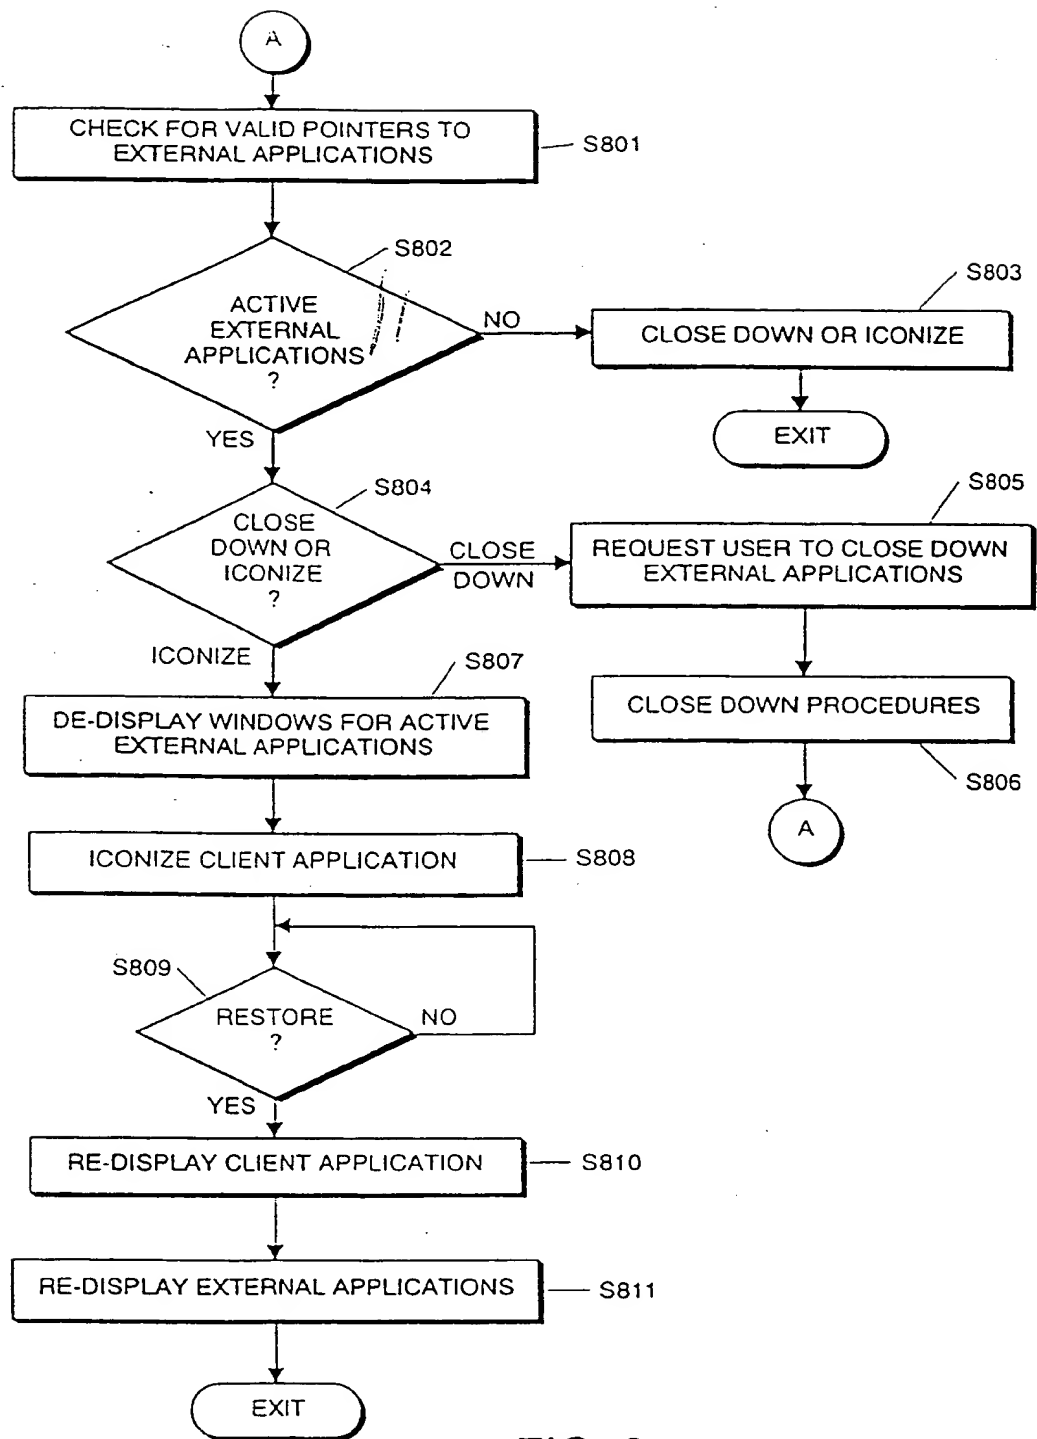 A
CHECK FOR VALID POINTERS TO
EXTERNAL APPLICATIONS
S801
S802
ACTIVE
EXTERNAL
APPLICATIONS
?
NO
S803
CLOSE DOWN OR ICONIZE
EXIT
YES
S804
CLOSE
DOWN OR
ICONIZE
?
CLOSE
DOWN
S805
REQUEST USER TO CLOSE DOWN
EXTERNAL APPLICATIONS
CLOSE DOWN PROCEDURES
S806
A
ICONIZE
S807
DE-DISPLAY WINDOWS FOR ACTIVE
EXTERNAL APPLICATIONS
ICONIZE CLIENT APPLICATION
S808
S809
RESTORE
?
NO
YES
RE-DISPLAY CLIENT APPLICATION
S810
RE-DISPLAY EXTERNAL APPLICATIONS
S811
EXIT